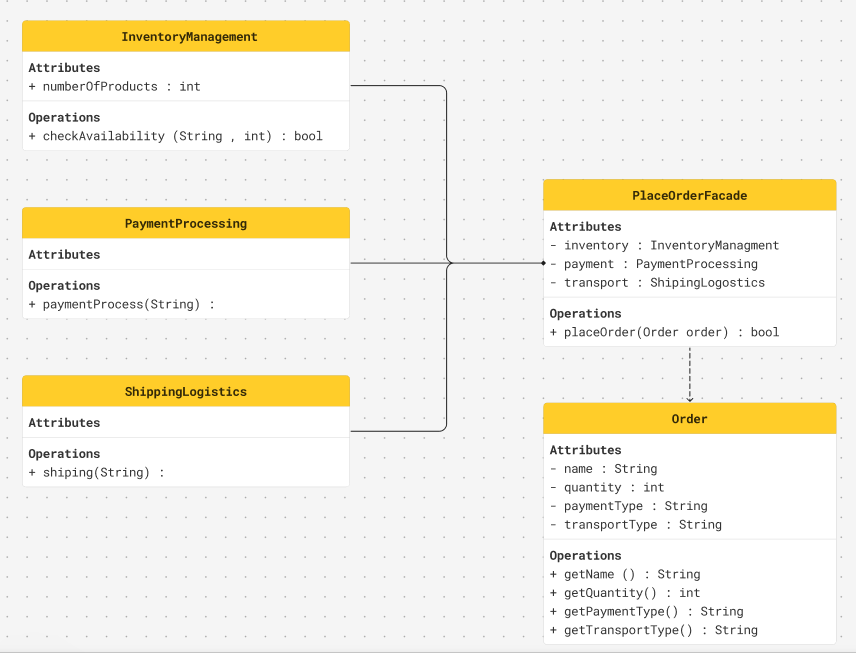 InventoryManagement
Attributes
+ numberOfProducts : int
Operations
+ checkAvailability (String , int) : bool
PaymentProcessing
Attributes
Operations
+ paymentProcess(String) :
ShippingLogistics
Attributes
Operations
+ shiping(String) :
PlaceOrderFacade
Attributes
- inventory : InventoryManagment
- payment : PaymentProcessing
- transport : ShipingLogostics
Operations
+ placeOrder(Order order) : bool
Order
Attributes
- name : String
- quantity : int
- paymentType : String
- transportType : String
Operations
+ getName () : String
+ getQuantity() : int
+ getPaymentType() : String
+ getTransportType() : String